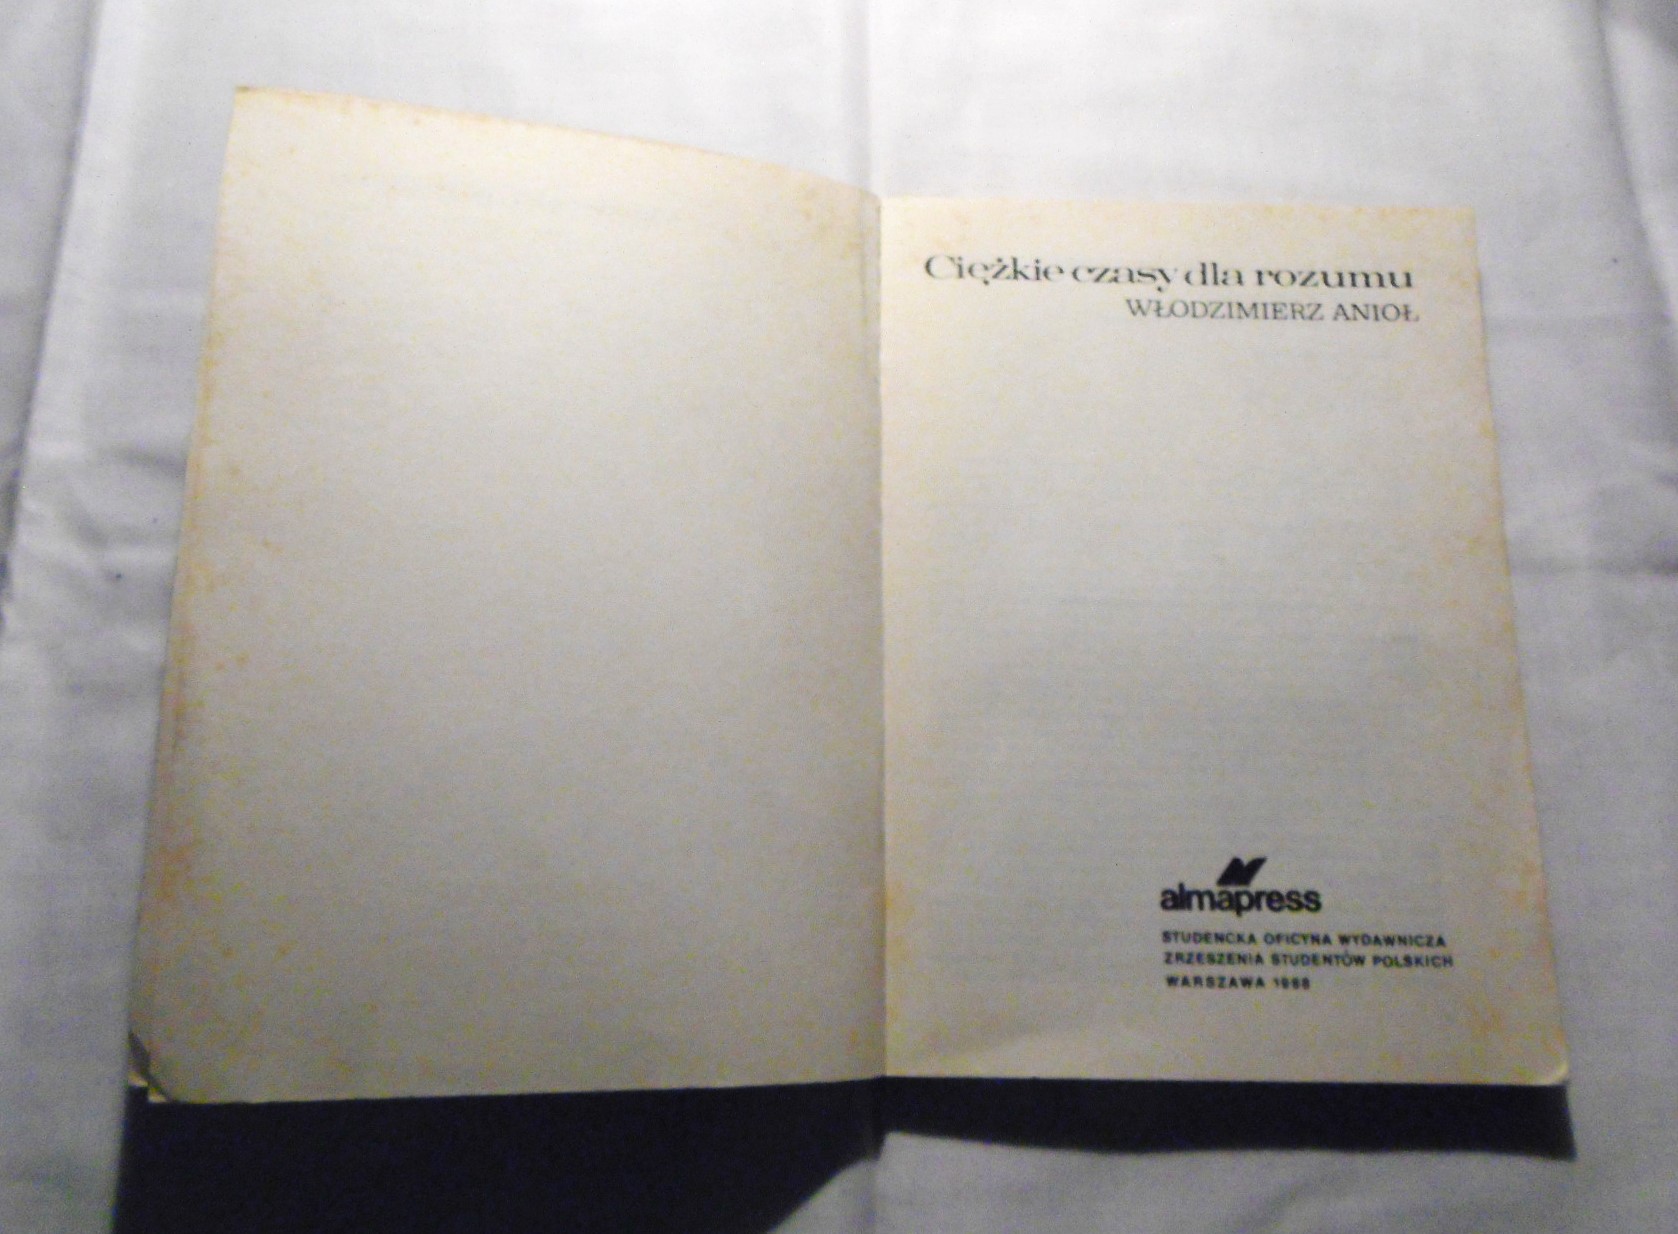 Ciężkie czasy dla rozumu
WŁODZIMIERZ ANIOŁ
almapress
STUDENCKA OFICYNA WYDAWNICZA
ZRZESZENIA STUDENTÓW POLSKICH
WARSZAWA 1988